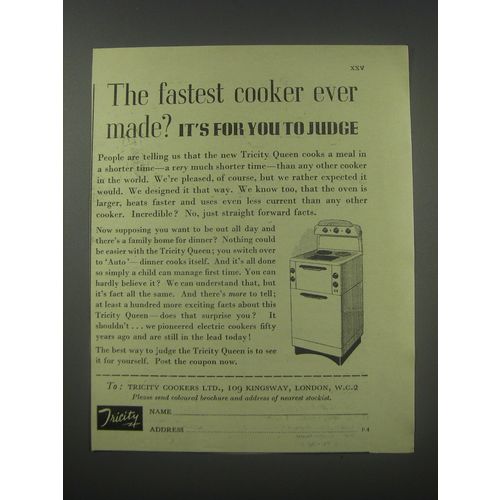 XXV
The fastest cooker ever
made? IT'S FOR YOU TO JUDGE
People are telling us that the new Tricity Queen cooks a meal in
a shorter time—a very much shorter time—than any other cooker
in the world. We're pleased, of course, but we rather expected it
would. We designed it that way. We know too, that the oven is
larger, heats faster and uses even less current than any other
cooker. Incredible? No, just straight forward facts.
Now supposing you want to be out all day and
there's a family home for dinner? Nothing could
be easier with the Tricity Queen; you switch over
to 'Auto'—dinner cooks itself. And it's all done
so simply a child can manage first time. You can
hardly believe it? We can understand that, but
it's fact all the same. And there's more to tell;
at least a hundred more exciting facts about this
Tricity Queen—does that surprise you? It
shouldn't... we pioneered electric cookers fifty
years ago and are still in the lead today!
The best way to judge the Tricity Queen is to see
it for yourself. Post the coupon now.
To: TRICITY COOKERS LTD., 109 KINGSWAY, LONDON, W.C.2
Please send coloured brochure and address of nearest stockist.
Tricity
NAME
ADDRESS